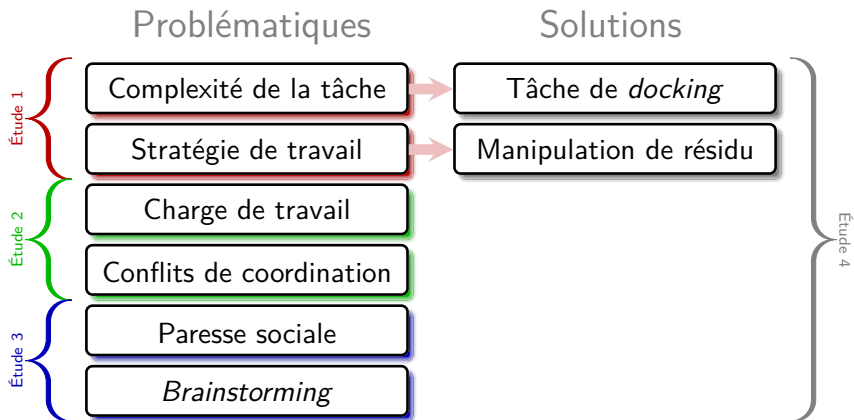 Problématiques
Solutions
Étude 1
Complexité de la tâche
Tâche de docking
Stratégie de travail
Manipulation de résidu
Étude 2
Charge de travail
Conflits de coordination
Étude 3
Paresse sociale
Brainstorming
Étude 4